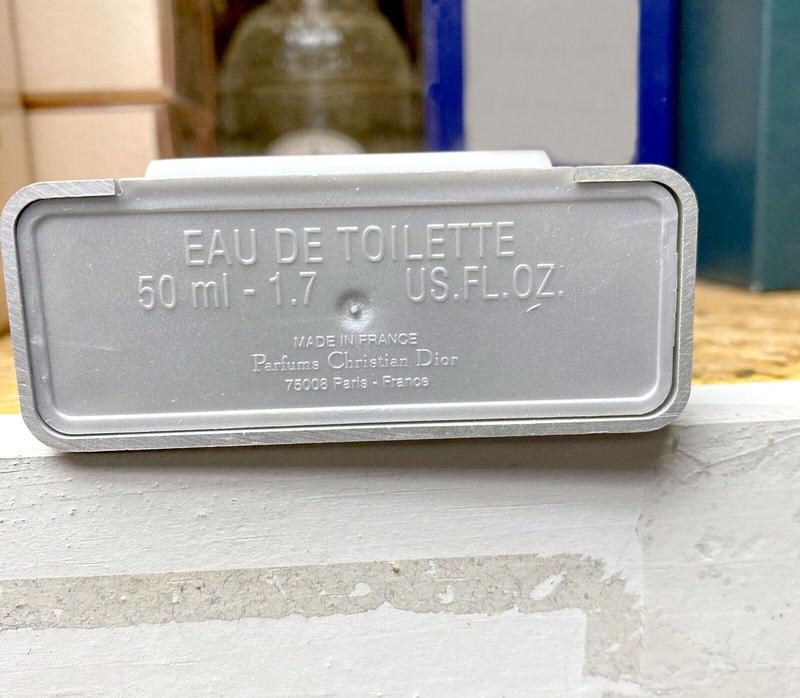 EAU DE TOILETTE
50 ml - 1.7 US.FL.OZ.
MADE IN FRANCE
Parfums Christian Dior
75008 Paris - France